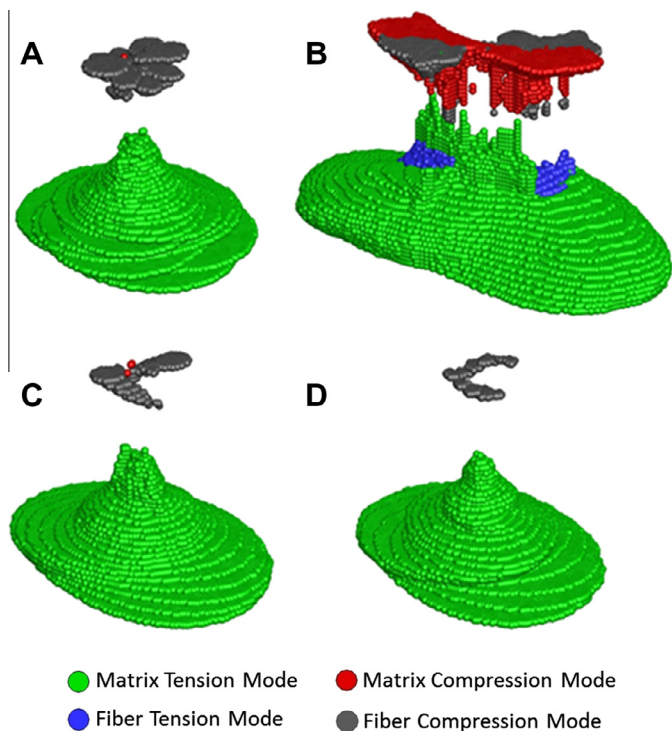 A
B
C
D
Matrix Tension Mode
Matrix Compression Mode
Fiber Tension Mode
Fiber Compression Mode